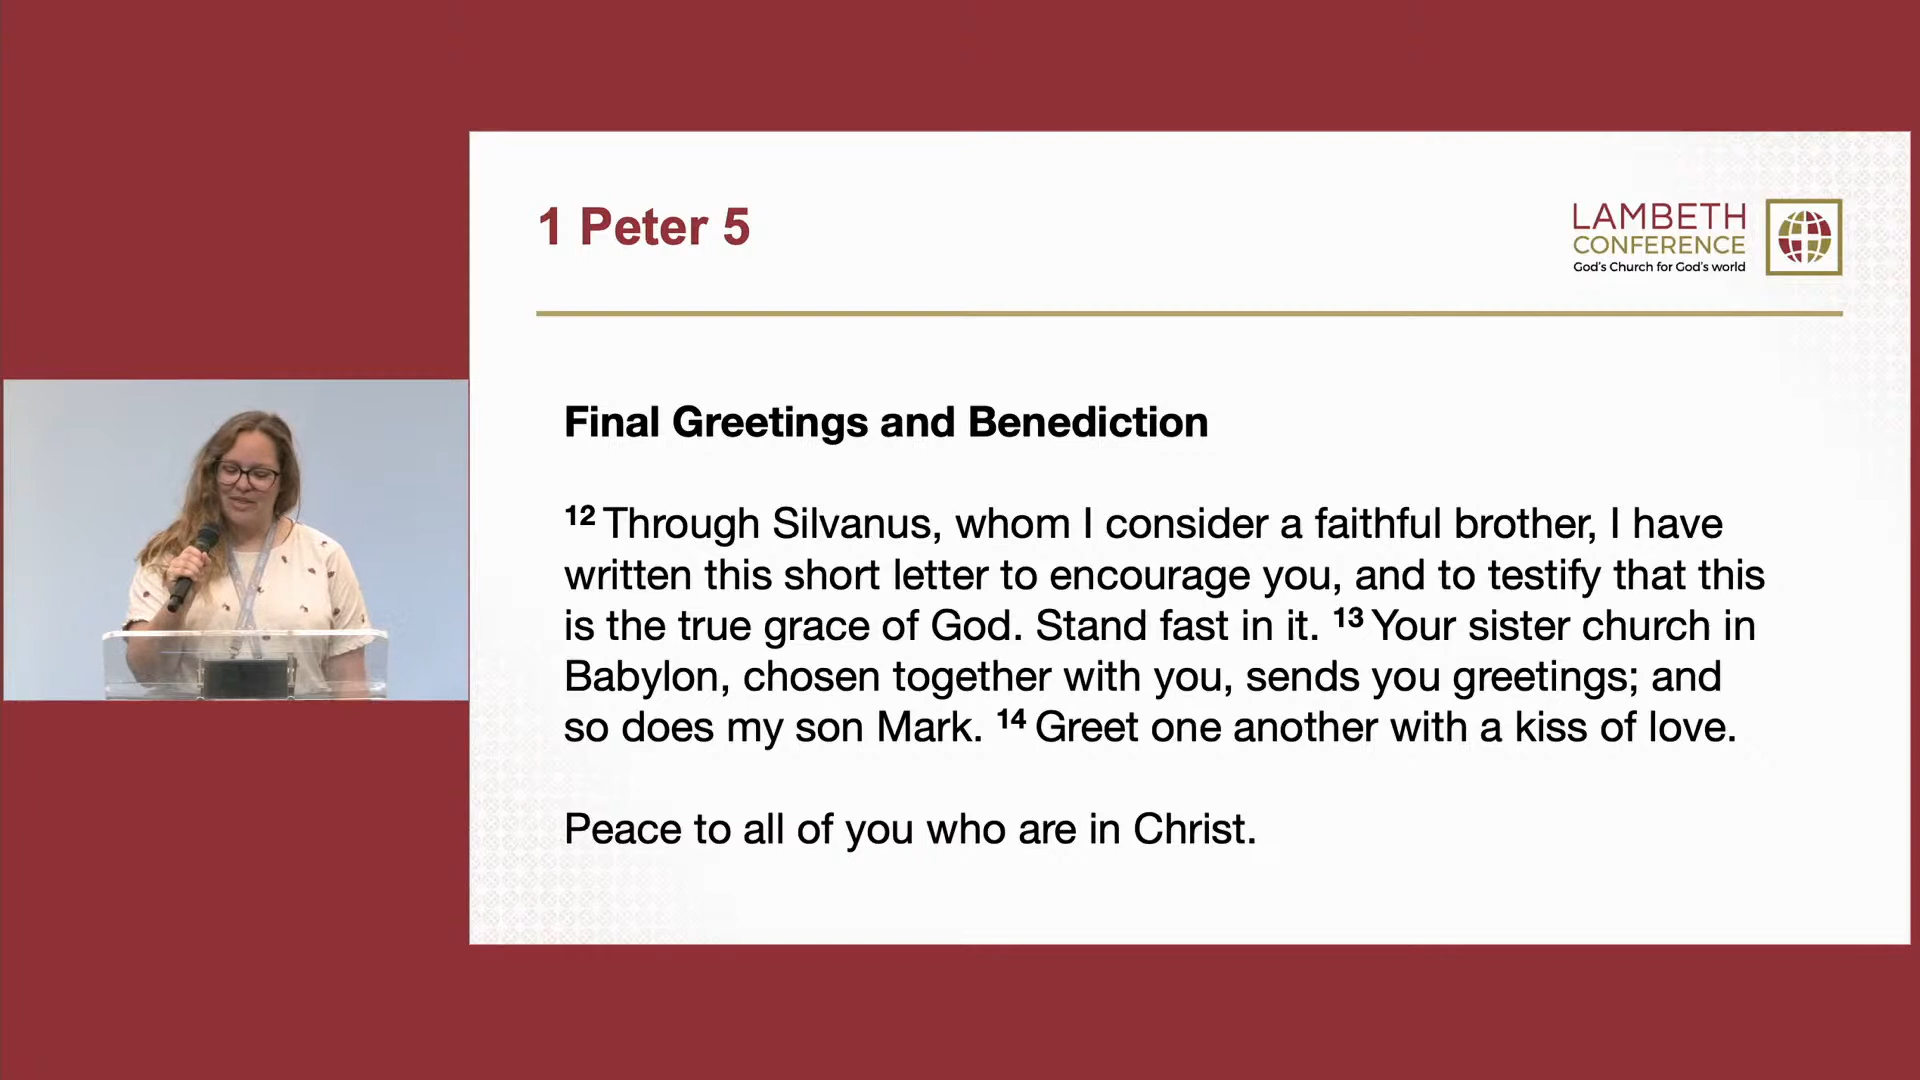 1 Peter 5
LAMBETH
CONFERENCE
God's Church for God's world
Final Greetings and Benediction
12 Through Silvanus, whom I consider a faithful brother, I have
written this short letter to encourage you, and to testify that this
is the true grace of God. Stand fast in it. 13 Your sister church in
Babylon, chosen together with you, sends you greetings; and
so does my son Mark. 14 Greet one another with a kiss of love.
Peace to all of you who are in Christ.